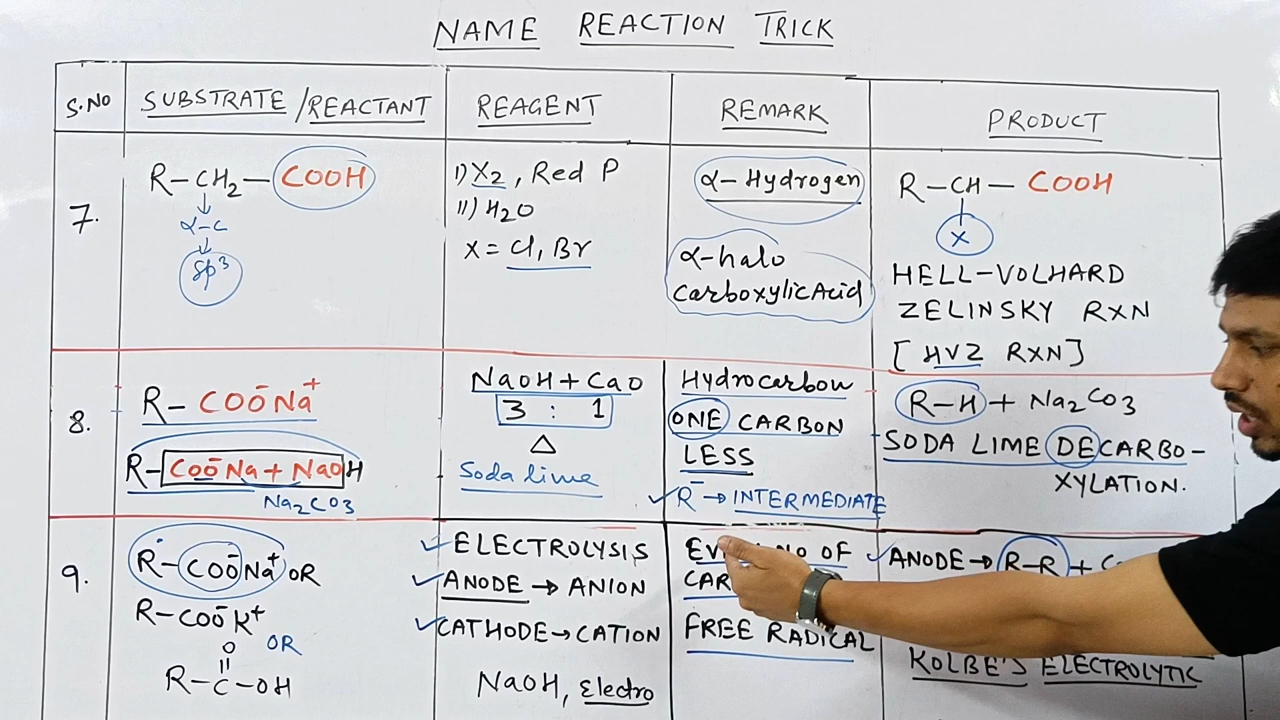 NAME REACTION TRICK
S.NO SUBSTRATE /REACTANT REAGENT REMARK PRODUCT
7.
R-CH2-COOH
α-C
sp3
1) X2, Red P
11) H2O
X = Cl, Br
α-Hydrogen
α-halo
carboxylic Acid
R-CH-COOH
X
HELL-VOLHARD
ZELINSKY RXN
[HVZ RXN]
8.
R-COO⁻Na⁺
R-COO⁻Na + NaOH
Na2CO3
NaOH + CaO
3 : 1
△
Soda lime
Hydrocarbon
ONE CARBON
LESS
✓R⁻→INTERMEDIATE
R-H + Na2CO3
SODA LIME DECARBO-
XYLATION.
9.
R-COO⁻Na⁺ OR
R-COO⁻K⁺
OR
O
R-C-OH
✓ELECTROLYSIS
✓ANODE → ANION
✓CATHODE → CATION
NaOH, Electro
NO OF
FREE RADICAL
✓ANODE → R-R +
KOLBE'S ELECTROLYTIC